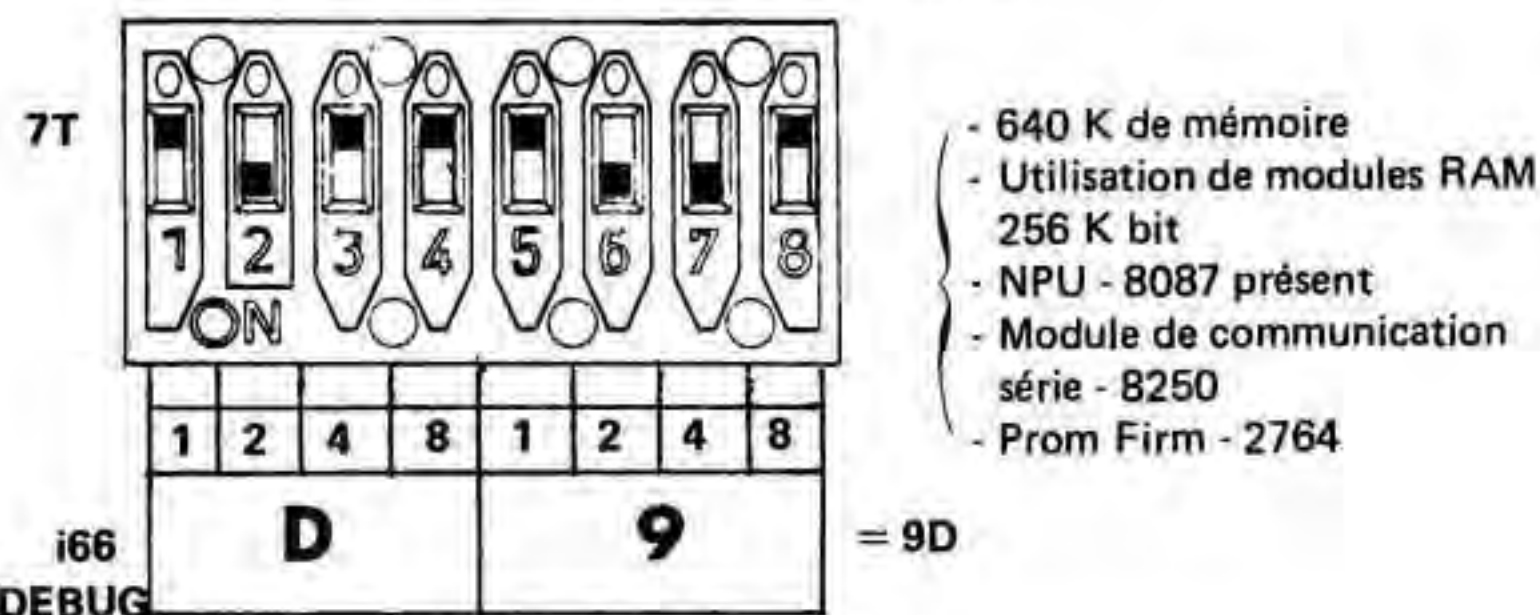 7T
1 2 3 4 5 6 7 8
ON
- 640 K de mémoire
- Utilisation de modules RAM
256 K bit
- NPU - 8087 présent
- Module de communication
série - 8250
- Prom Firm - 2764
1 2 4 8 1 2 4 8
i66
DEBUG
D 9 = 9D